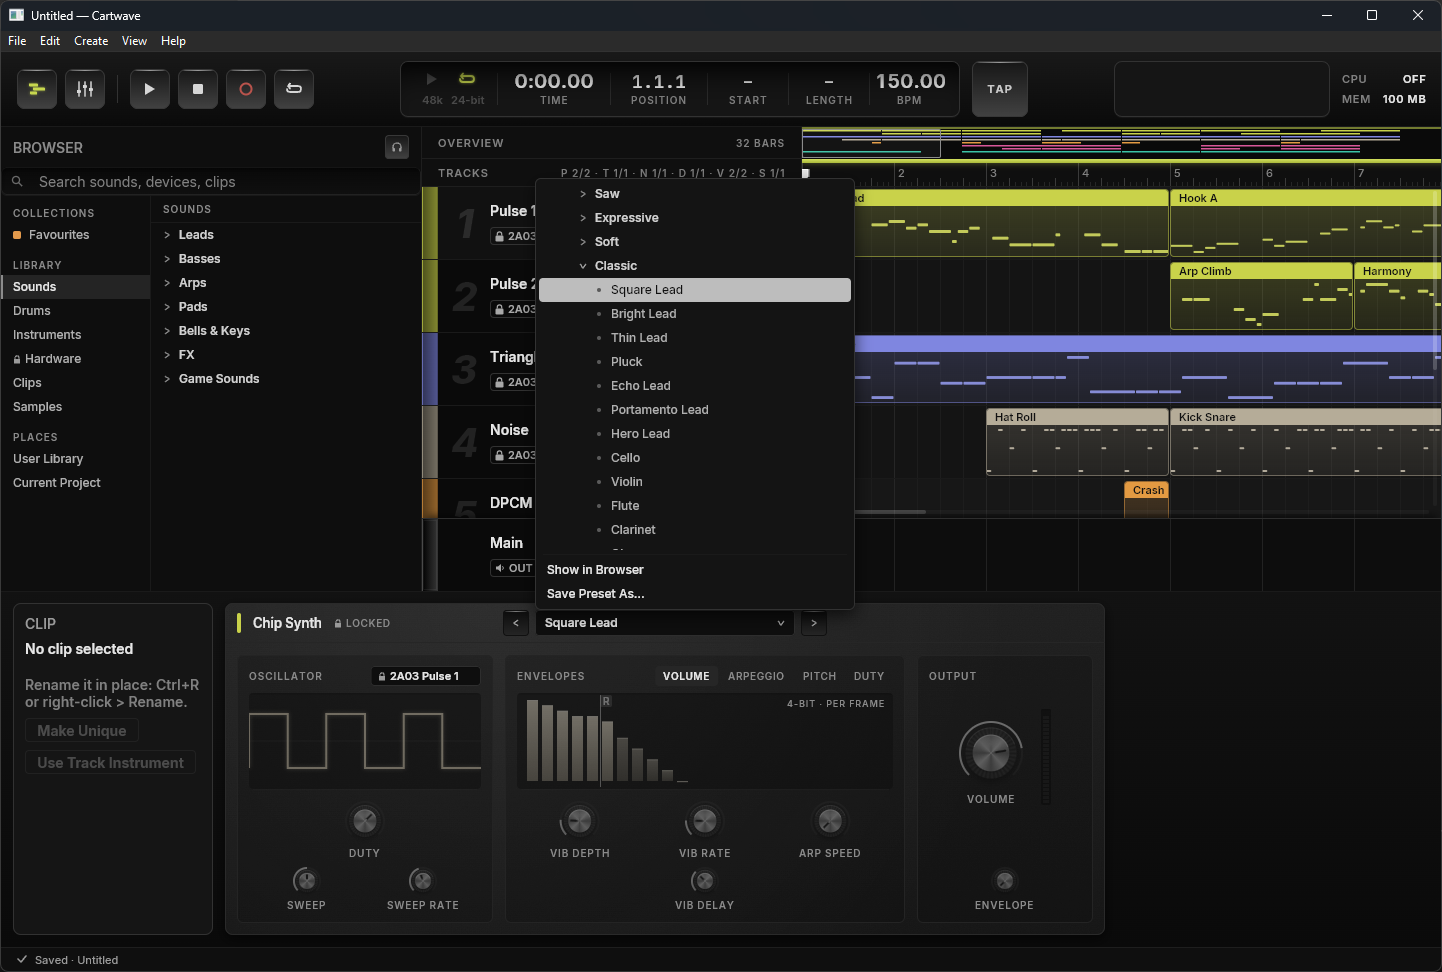 Untitled — Cartwave
File Edit Create View Help
48k 24-bit
0:00.00
TIME
1.1.1
POSITION
–
START
–
LENGTH
150.00
BPM
TAP
CPU OFF
MEM 100 MB
BROWSER
Search sounds, devices, clips
COLLECTIONS
Favourites
LIBRARY
Sounds
Drums
Instruments
Hardware
Clips
Samples
PLACES
User Library
Current Project
SOUNDS
> Leads
> Basses
> Arps
> Pads
> Bells & Keys
> FX
> Game Sounds
OVERVIEW 32 BARS
TRACKS P 2/2 · T 1/1 · N 1/1 · D 1/1 · V 2/2 · S 1/1
2 3 4 5 6 7
1 Pulse 1
2A03
2 Pulse 2
2A03
3 Triang
2A03
4 Noise
2A03
5 DPCM
Main
OUT
Hook A
Arp Climb
Harmony
Hat Roll
Kick Snare
Crash
> Saw
> Expressive
> Soft
Classic
• Square Lead
• Bright Lead
• Thin Lead
• Pluck
• Echo Lead
• Portamento Lead
• Hero Lead
• Cello
• Violin
• Flute
• Clarinet
Show in Browser
Save Preset As...
CLIP
No clip selected
Rename it in place: Ctrl+R
or right-click > Rename.
Make Unique
Use Track Instrument
Chip Synth LOCKED
< Square Lead >
OSCILLATOR 2A03 Pulse 1
DUTY
SWEEP SWEEP RATE
ENVELOPES VOLUME ARPEGGIO PITCH DUTY
R
4-BIT · PER FRAME
VIB DEPTH VIB RATE ARP SPEED
VIB DELAY
OUTPUT
VOLUME
ENVELOPE
Saved · Untitled